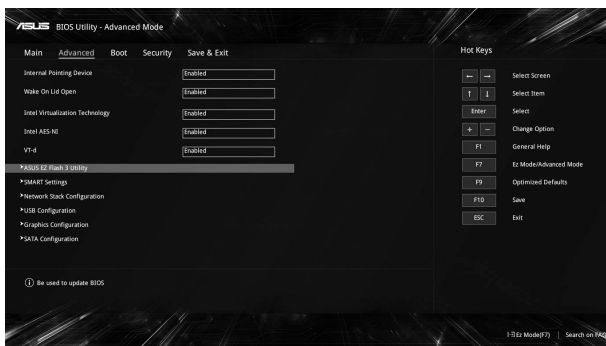 ASUS BIOS Utility - Advanced Mode
Main Advanced Boot Security Save & Exit
Internal Pointing Device Enabled
Wake On Lid Open Enabled
Intel Virtualization Technology Enabled
Intel AES-NI Enabled
VT-d Enabled
ASUS EZ Flash 3 Utility
SMART Settings
Network Stack Configuration
USB Configuration
Graphics Configuration
SATA Configuration
Be used to update BIOS
Hot Keys
← → Select Screen
↑ ↓ Select Item
Enter Select
+ − Change Option
F1 General Help
F7 Ez Mode/Advanced Mode
F9 Optimized Defaults
F10 Save
ESC Exit
Ez Mode(F7) | Search on FAQ